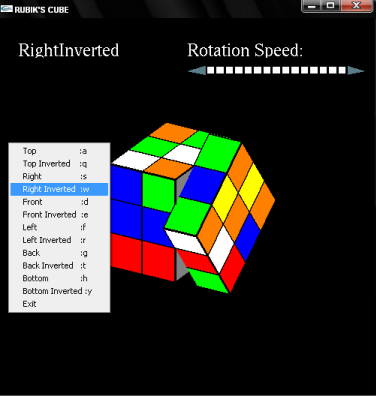 RUBIK'S CUBE
RightInverted
Rotation Speed:
Top :a
Top Inverted :q
Right :s
Right Inverted :w
Front :d
Front Inverted :e
Left :f
Left Inverted :r
Back :g
Back Inverted :t
Bottom :h
Bottom Inverted :y
Exit